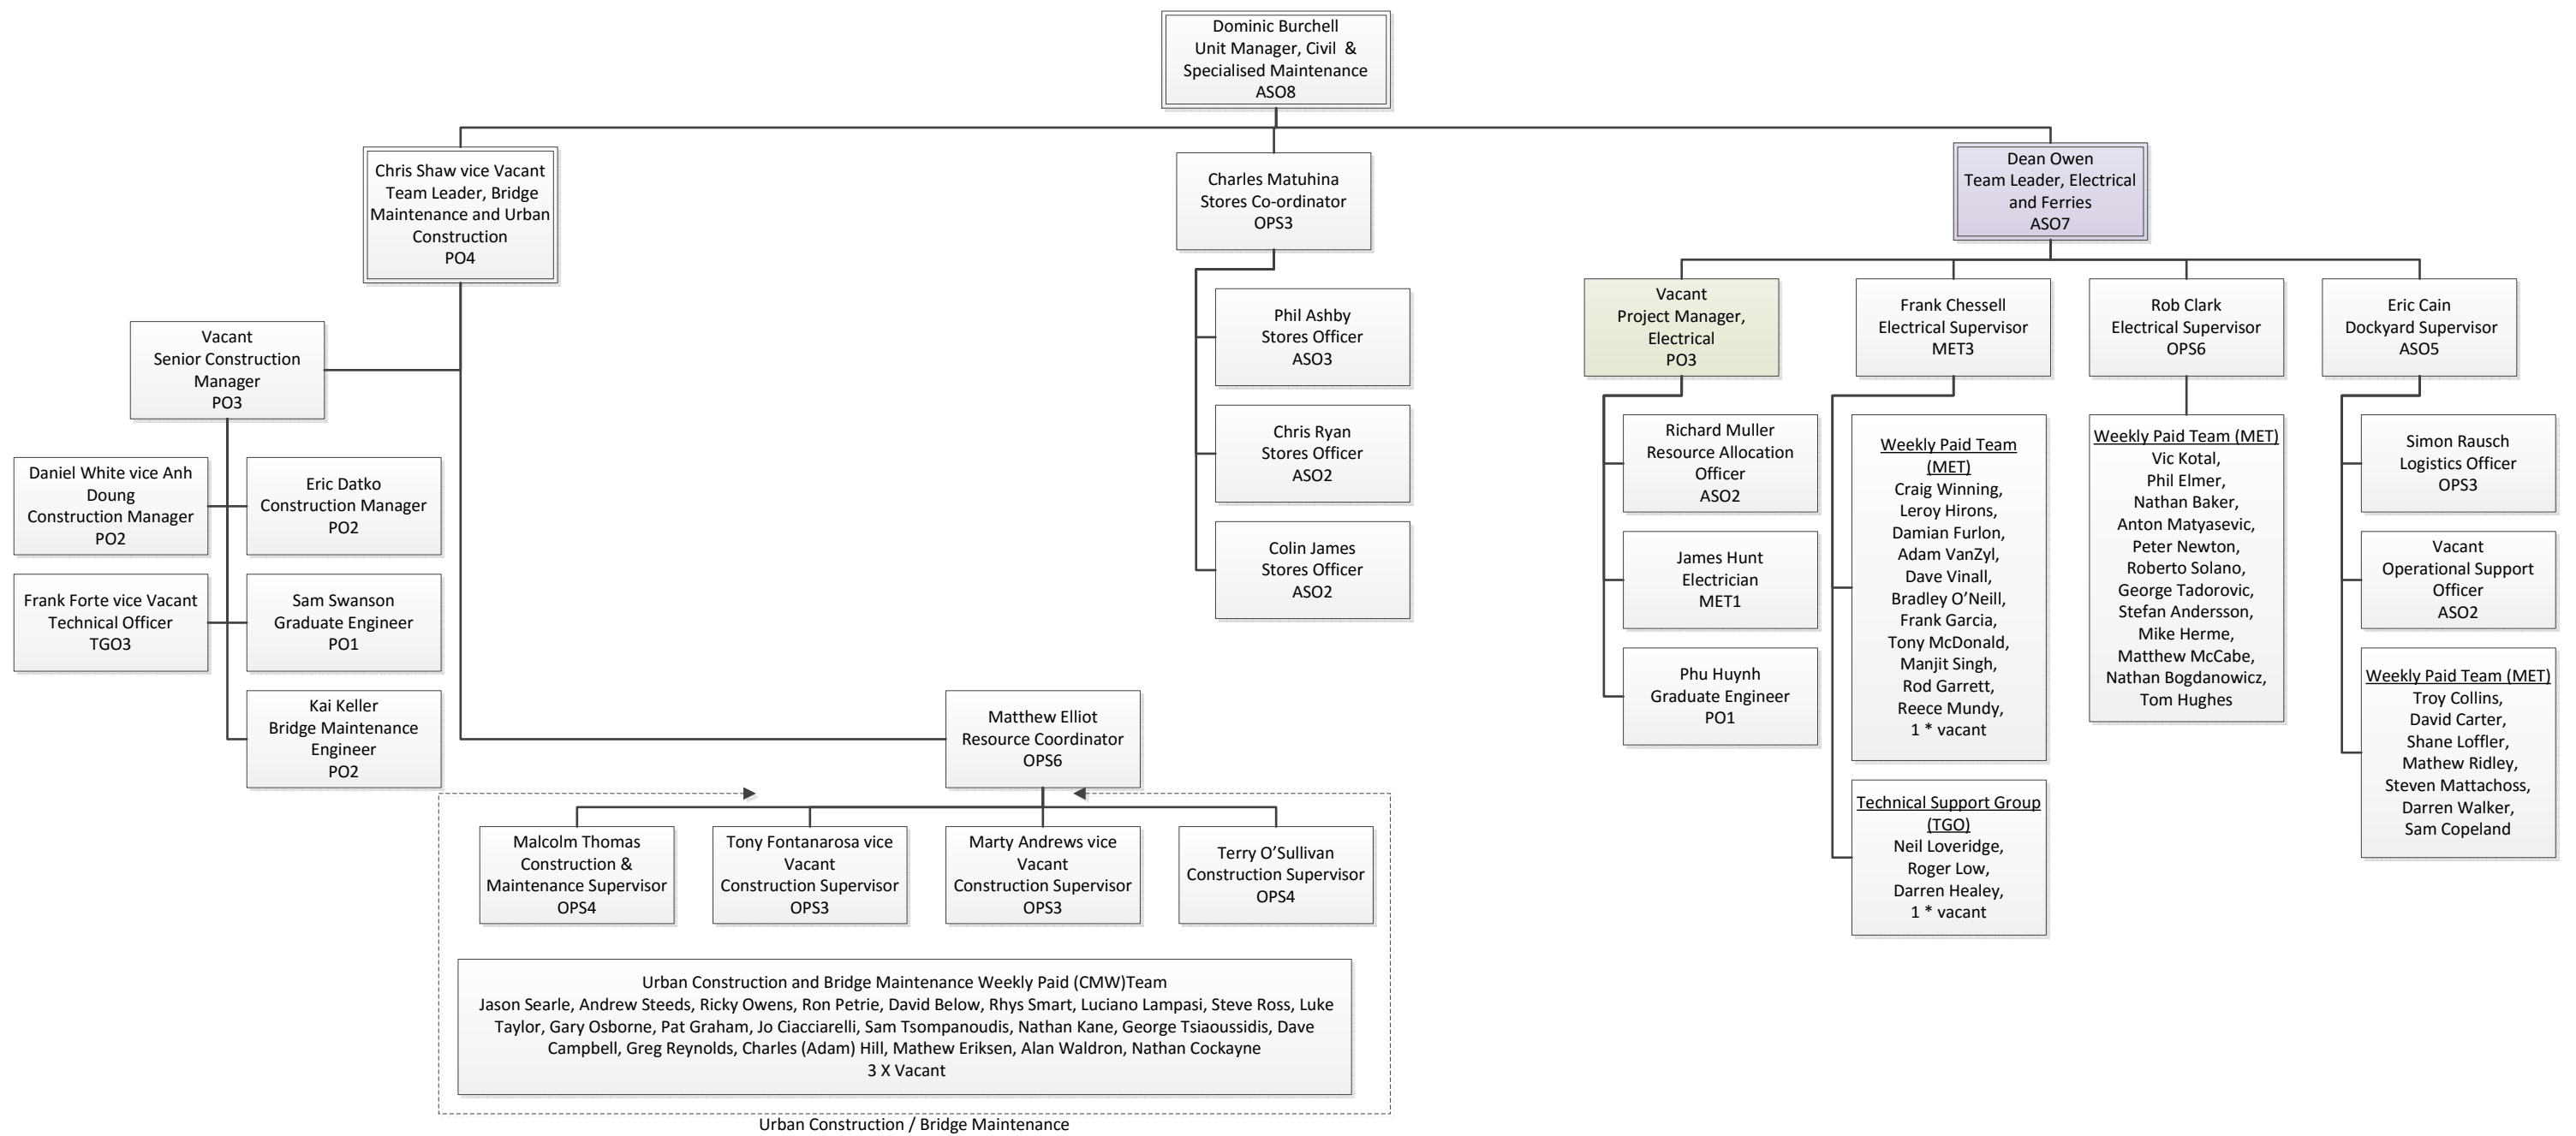 Dominic Burchell
Unit Manager, Civil &
Specialised Maintenance
ASO8
Chris Shaw vice Vacant
Team Leader, Bridge
Maintenance and Urban
Construction
PO4
Charles Matuhina
Stores Co-ordinator
OPS3
Dean Owen
Team Leader, Electrical
and Ferries
ASO7
Vacant
Senior Construction
Manager
PO3
Daniel White vice Anh
Doung
Construction Manager
PO2
Eric Datko
Construction Manager
PO2
Frank Forte vice Vacant
Technical Officer
TGO3
Sam Swanson
Graduate Engineer
PO1
Kai Keller
Bridge Maintenance
Engineer
PO2
Phil Ashby
Stores Officer
ASO3
Chris Ryan
Stores Officer
ASO2
Colin James
Stores Officer
ASO2
Vacant
Project Manager,
Electrical
PO3
Richard Muller
Resource Allocation
Officer
ASO2
James Hunt
Electrician
MET1
Phu Huynh
Graduate Engineer
PO1
Frank Chessell
Electrical Supervisor
MET3
Weekly Paid Team
(MET)
Craig Winning,
Leroy Hirons,
Damian Furlon,
Adam VanZyl,
Dave Vinall,
Bradley O’Neill,
Frank Garcia,
Tony McDonald,
Manjit Singh,
Rod Garrett,
Reece Mundy,
1 * vacant
Technical Support Group
(TGO)
Neil Loveridge,
Roger Low,
Darren Healey,
1 * vacant
Rob Clark
Electrical Supervisor
OPS6
Weekly Paid Team (MET)
Vic Kotal,
Phil Elmer,
Nathan Baker,
Anton Matyasevic,
Peter Newton,
Roberto Solano,
George Tadorovic,
Stefan Andersson,
Mike Herme,
Matthew McCabe,
Nathan Bogdanowicz,
Tom Hughes
Eric Cain
Dockyard Supervisor
ASO5
Simon Rausch
Logistics Officer
OPS3
Vacant
Operational Support
Officer
ASO2
Weekly Paid Team (MET)
Troy Collins,
David Carter,
Shane Loffler,
Mathew Ridley,
Steven Mattachoss,
Darren Walker,
Sam Copeland
Matthew Elliot
Resource Coordinator
OPS6
Malcolm Thomas
Construction &
Maintenance Supervisor
OPS4
Tony Fontanarosa vice
Vacant
Construction Supervisor
OPS3
Marty Andrews vice
Vacant
Construction Supervisor
OPS3
Terry O’Sullivan
Construction Supervisor
OPS4
Urban Construction and Bridge Maintenance Weekly Paid (CMW)Team
Jason Searle, Andrew Steeds, Ricky Owens, Ron Petrie, David Below, Rhys Smart, Luciano Lampasi, Steve Ross, Luke
Taylor, Gary Osborne, Pat Graham, Jo Ciacciarelli, Sam Tsompanoudis, Nathan Kane, George Tsiaoussidis, Dave
Campbell, Greg Reynolds, Charles (Adam) Hill, Mathew Eriksen, Alan Waldron, Nathan Cockayne
3 X Vacant
Urban Construction / Bridge Maintenance